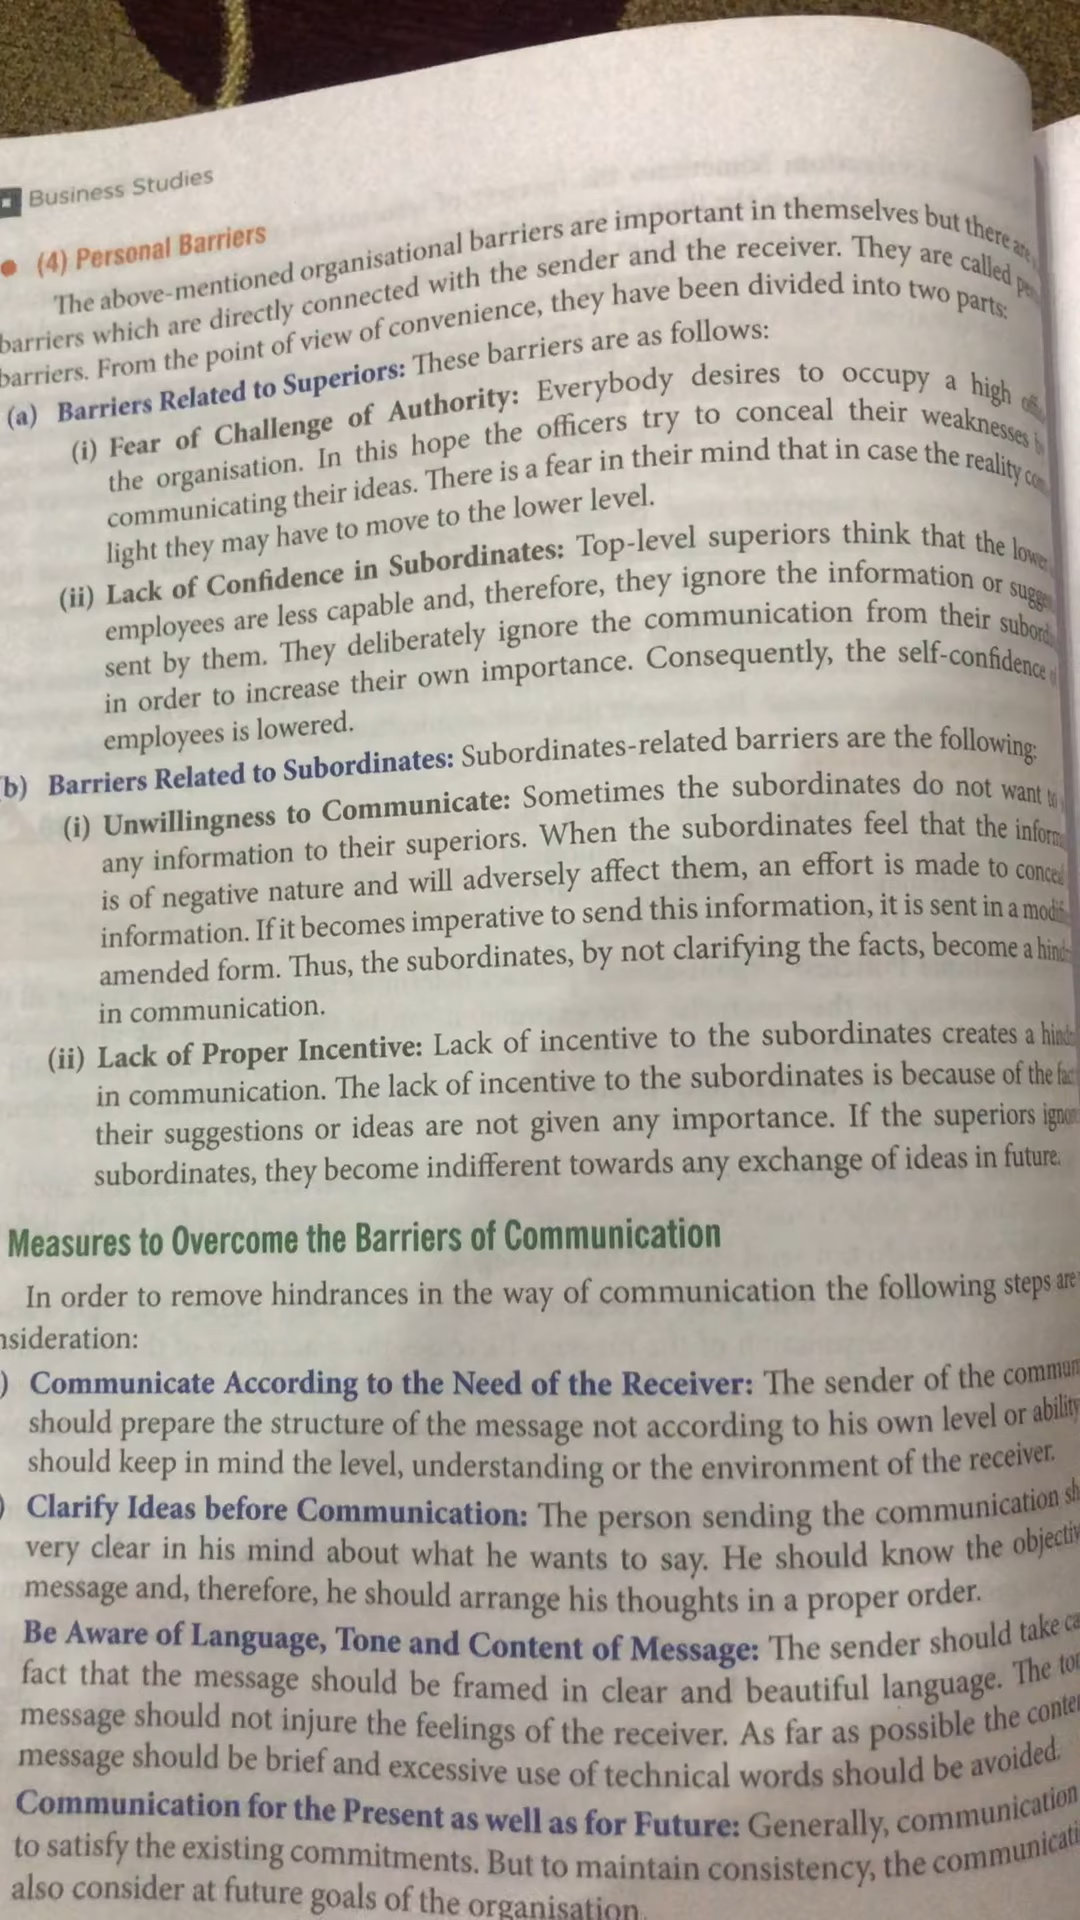 Business Studies
(4) Personal Barriers
The above-mentioned organisational barriers are important in themselves but there are
barriers which are directly connected with the sender and the receiver. They are called
barriers. From the point of view of convenience, they have been divided into two parts:
(a) Barriers Related to Superiors: These barriers are as follows:
(i) Fear of Challenge of Authority: Everybody desires to occupy a high
the organisation. In this hope the officers try to conceal their weaknesses
communicating their ideas. There is a fear in their mind that in case the reality
light they may have to move to the lower level.
(ii) Lack of Confidence in Subordinates: Top-level superiors think that the lower
employees are less capable and, therefore, they ignore the information or
sent by them. They deliberately ignore the communication from their
in order to increase their own importance. Consequently, the self-confidence
employees is lowered.
b) Barriers Related to Subordinates: Subordinates-related barriers are the following:
(i) Unwillingness to Communicate: Sometimes the subordinates do not want to
any information to their superiors. When the subordinates feel that the
is of negative nature and will adversely affect them, an effort is made to
information. If it becomes imperative to send this information, it is sent in a
amended form. Thus, the subordinates, by not clarifying the facts, become a
in communication.
(ii) Lack of Proper Incentive: Lack of incentive to the subordinates creates a
in communication. The lack of incentive to the subordinates is because of the
their suggestions or ideas are not given any importance. If the superiors
subordinates, they become indifferent towards any exchange of ideas in future.
Measures to Overcome the Barriers of Communication
In order to remove hindrances in the way of communication the following steps are
nsideration:
) Communicate According to the Need of the Receiver: The sender of the
should prepare the structure of the message not according to his own level or ability
should keep in mind the level, understanding or the environment of the receiver.
) Clarify Ideas before Communication: The person sending the communication
very clear in his mind about what he wants to say. He should know the
message and, therefore, he should arrange his thoughts in a proper order.
Be Aware of Language, Tone and Content of Message: The sender should take
fact that the message should be framed in clear and beautiful language. The
message should not injure the feelings of the receiver. As far as possible the
message should be brief and excessive use of technical words should be avoided.
Communication for the Present as well as for Future: Generally, communication
to satisfy the existing commitments. But to maintain consistency, the
also consider at future goals of the organisation.